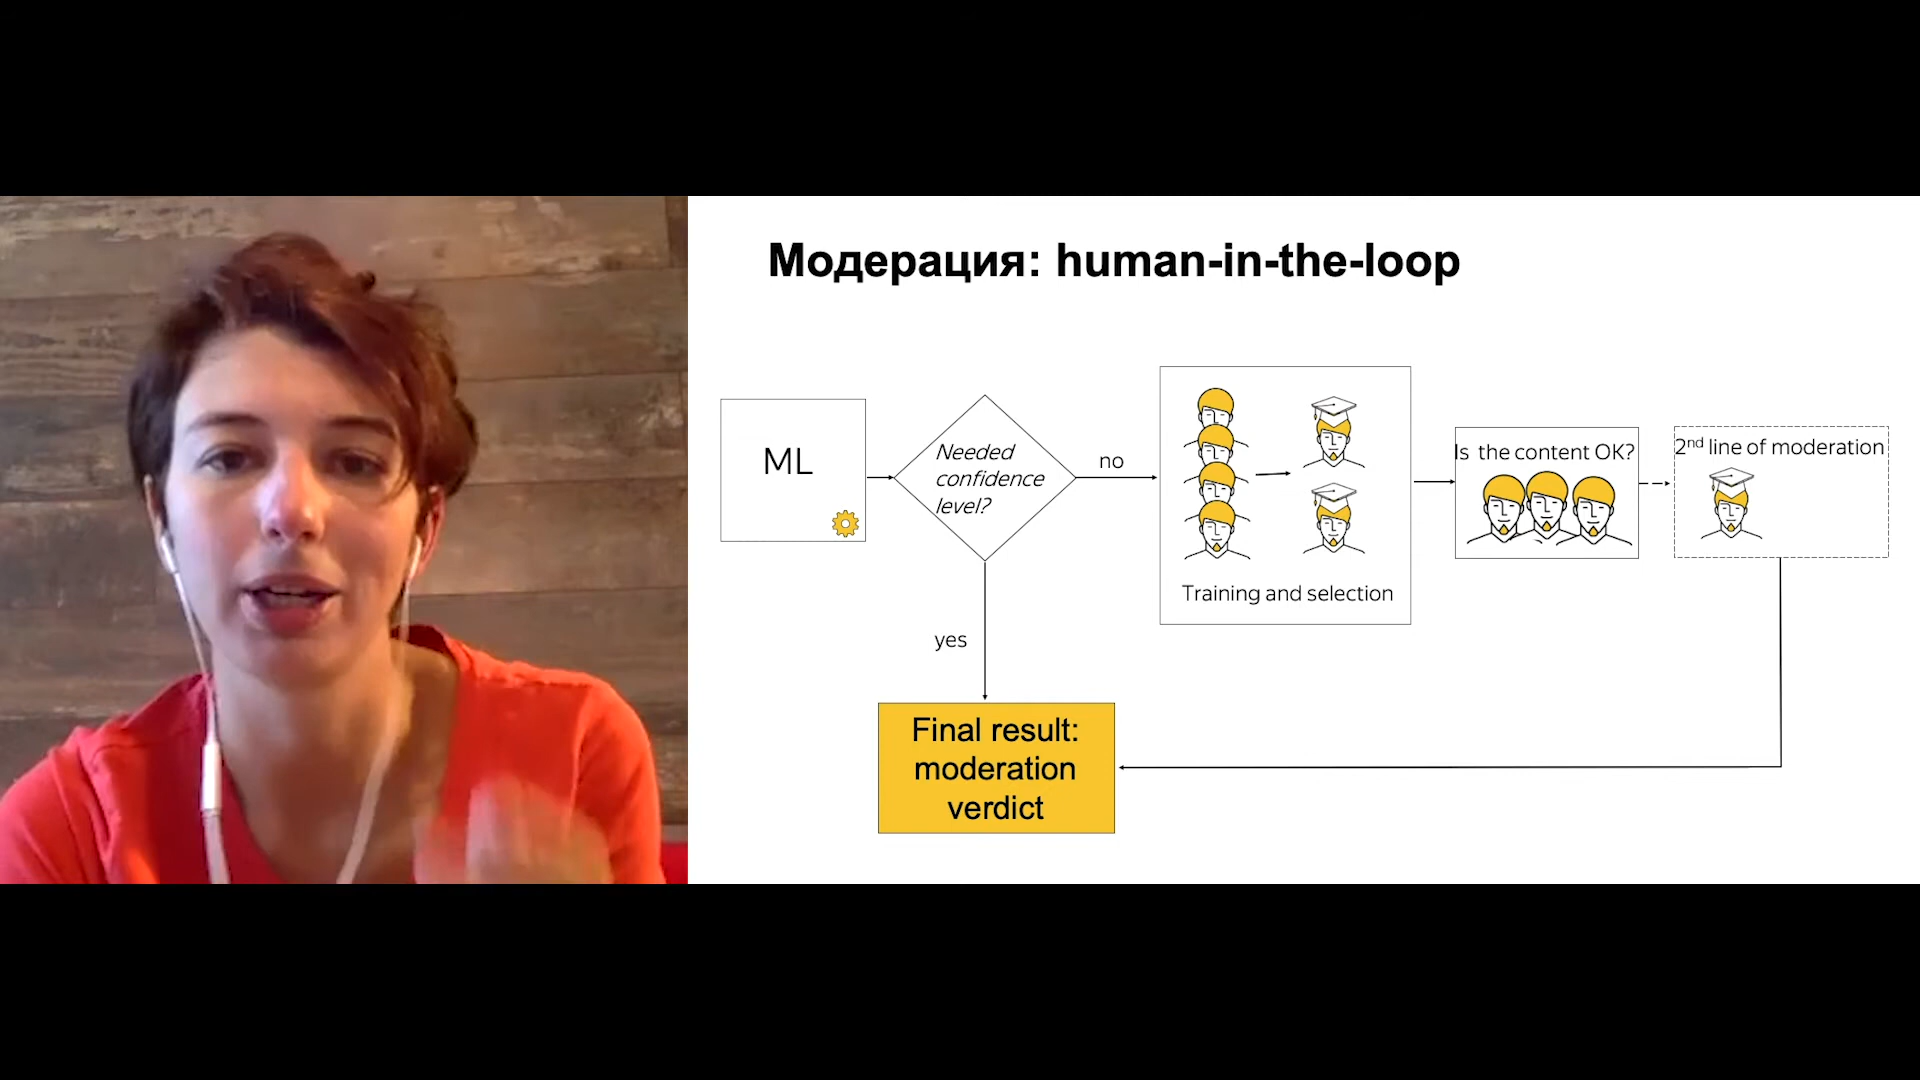 Модерация: human-in-the-loop
ML
Needed
confidence
level?
no
yes
Training and selection
Is the content OK?
2nd line of moderation
Final result:
moderation
verdict